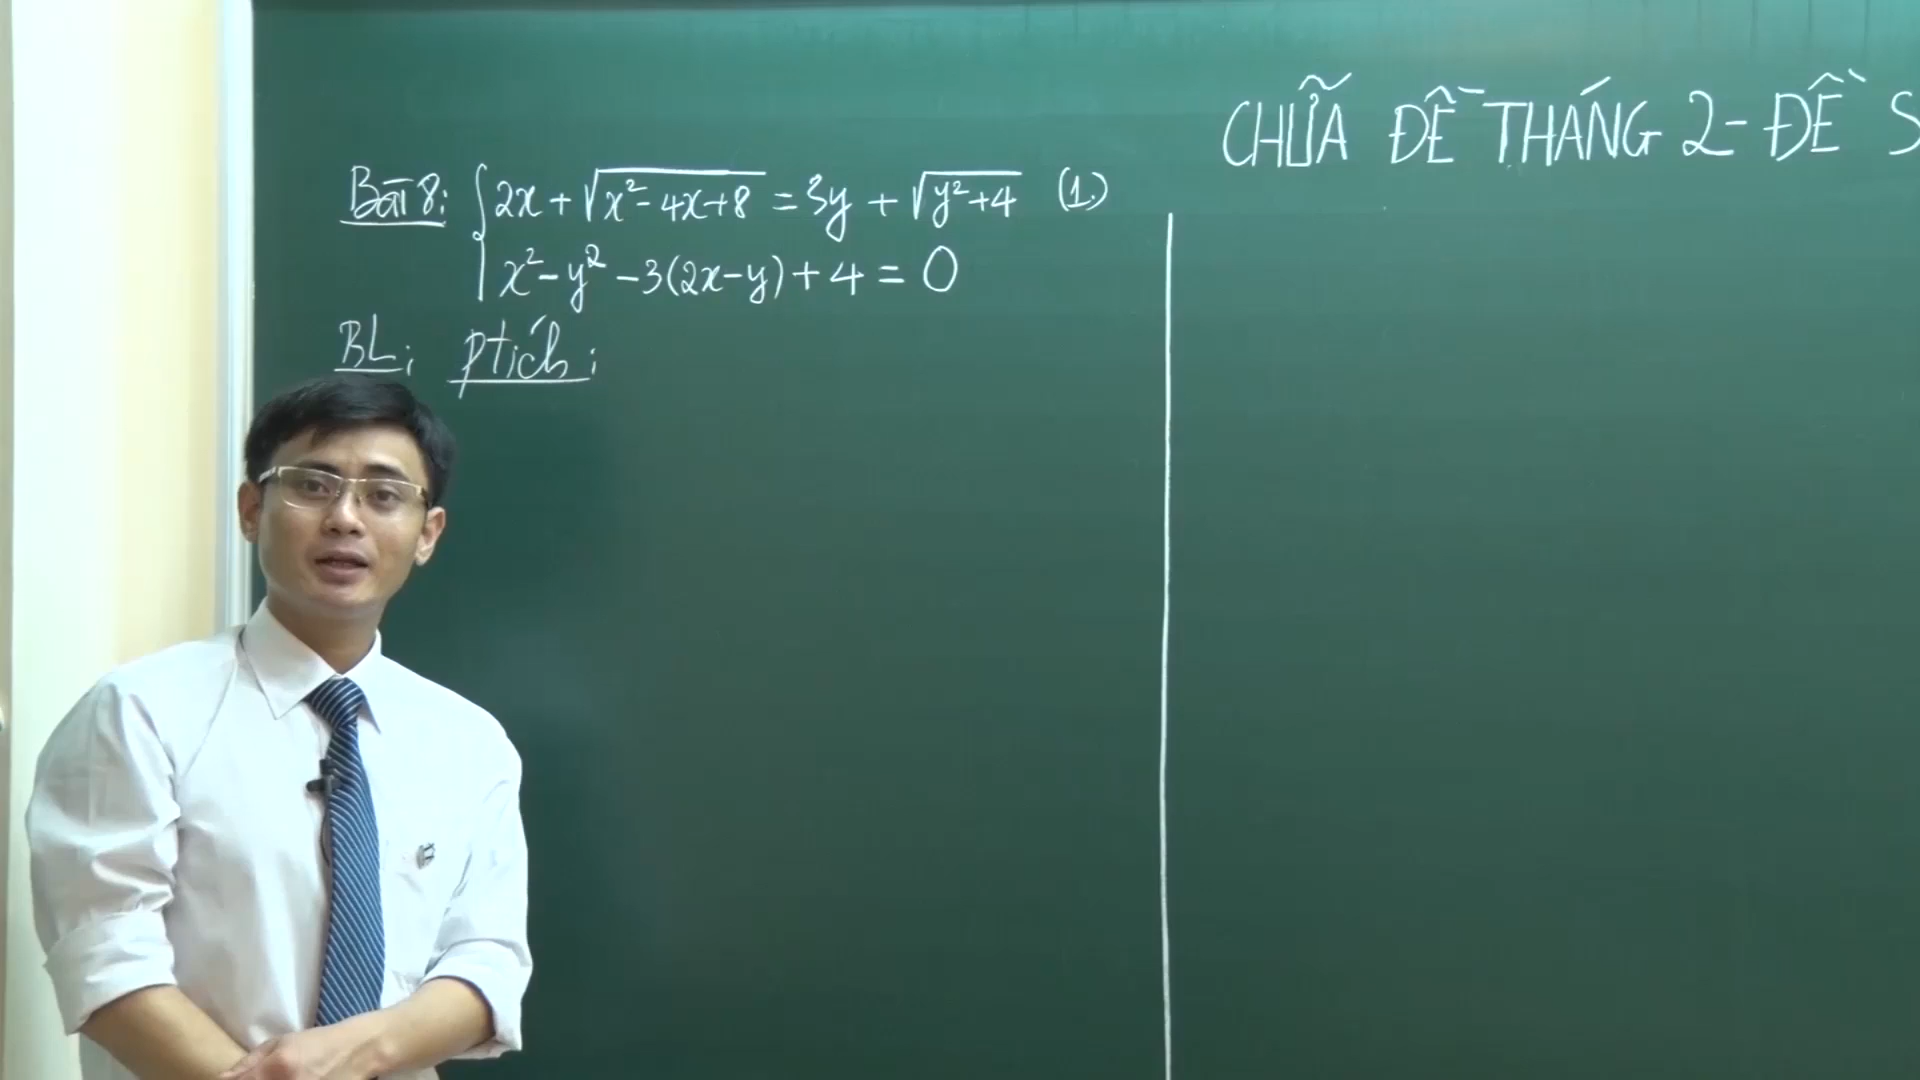 CHỮA ĐỀ THÁNG 2 - ĐỀ S
Bài 8: { 2x + √(x² - 4x + 8) = 3y + √(y² + 4) (1.)
x² - y² - 3(2x - y) + 4 = 0
BL: ptích: